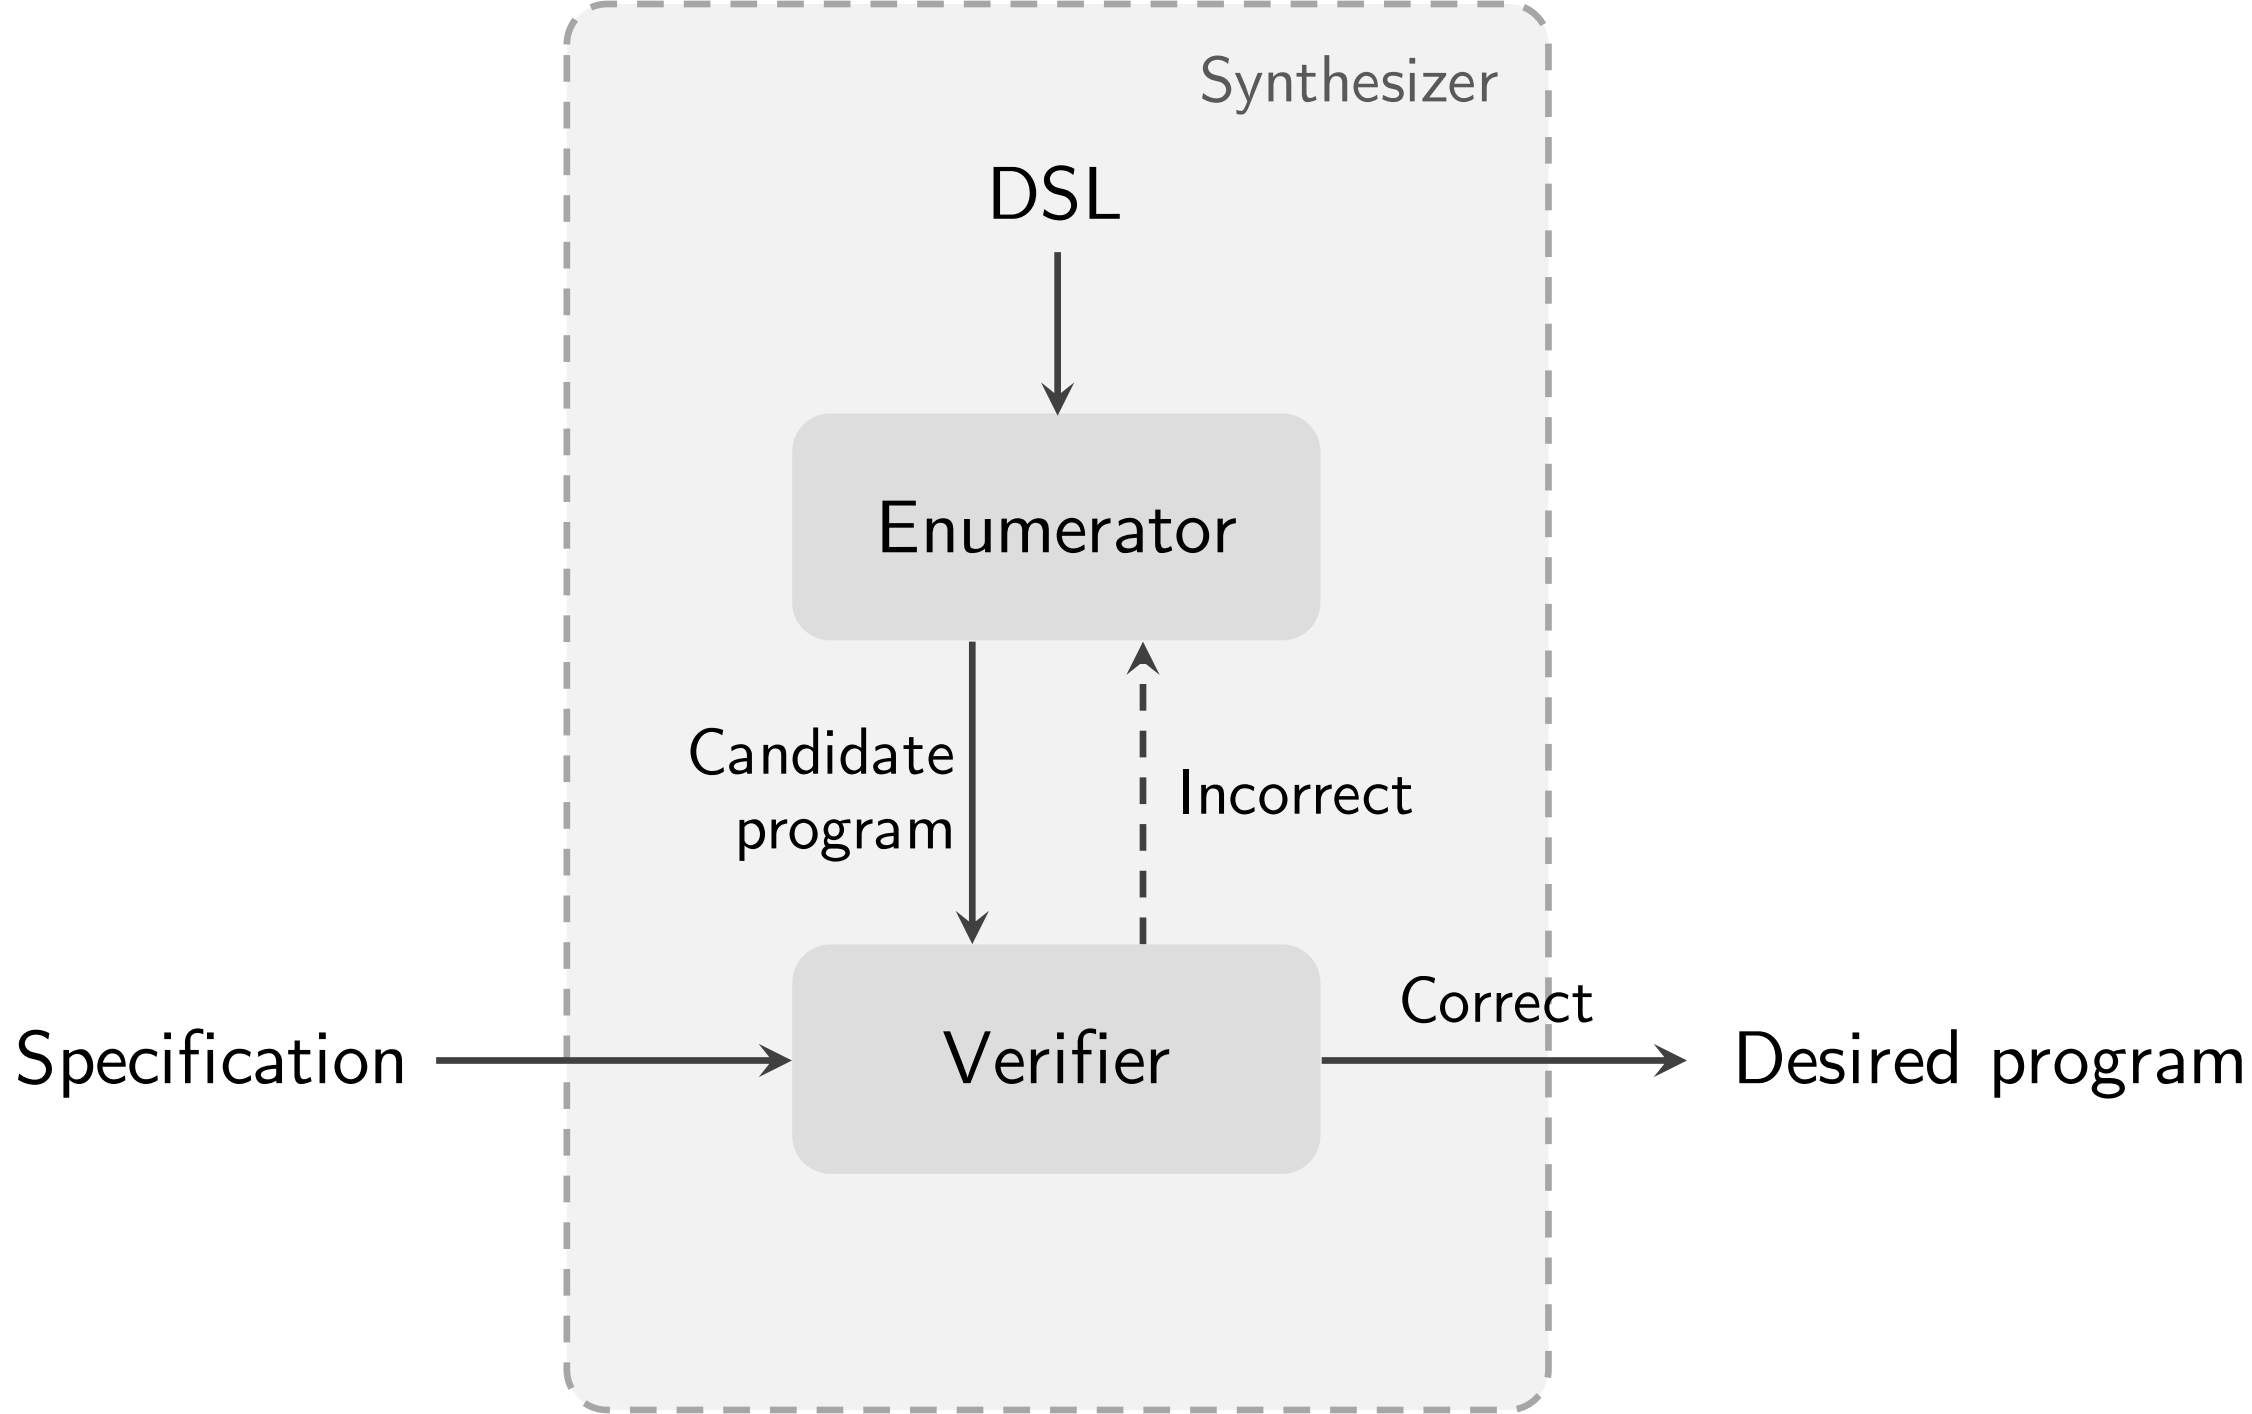 Synthesizer
DSL
Enumerator
Candidate
program
Incorrect
Correct
Specification
Verifier
Desired program